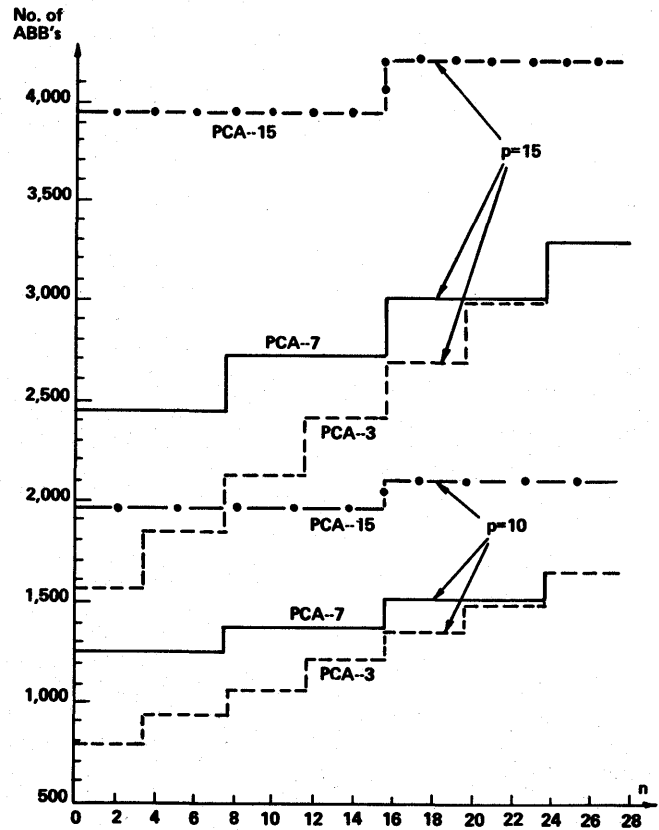 No. of
ABB's
4,000
PCA--15
p=15
3,500
3,000
PCA--7
2,500
PCA--3
2,000
PCA--15
p=10
1,500
PCA--7
PCA--3
1,000
n
500
0 2 4 6 8 10 12 14 16 18 20 22 24 26 28